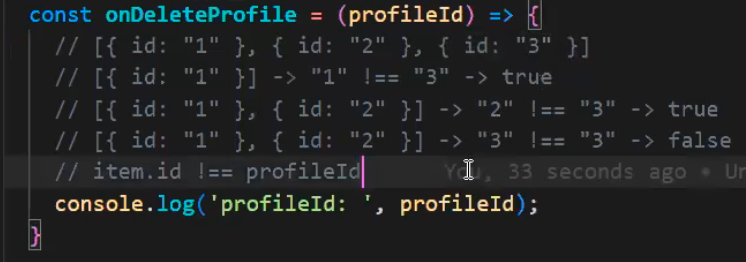 const onDeleteProfile = (profileId) => {
// [{ id: "1" }, { id: "2" }, { id: "3" }]
// [{ id: "1" }] -> "1" !== "3" -> true
// [{ id: "1" }, { id: "2" }] -> "2" !== "3" -> true
// [{ id: "1" }, { id: "2" }] -> "3" !== "3" -> false
// item.id !== profileId You, 33 seconds ago • Un
console.log('profileId: ', profileId);
}